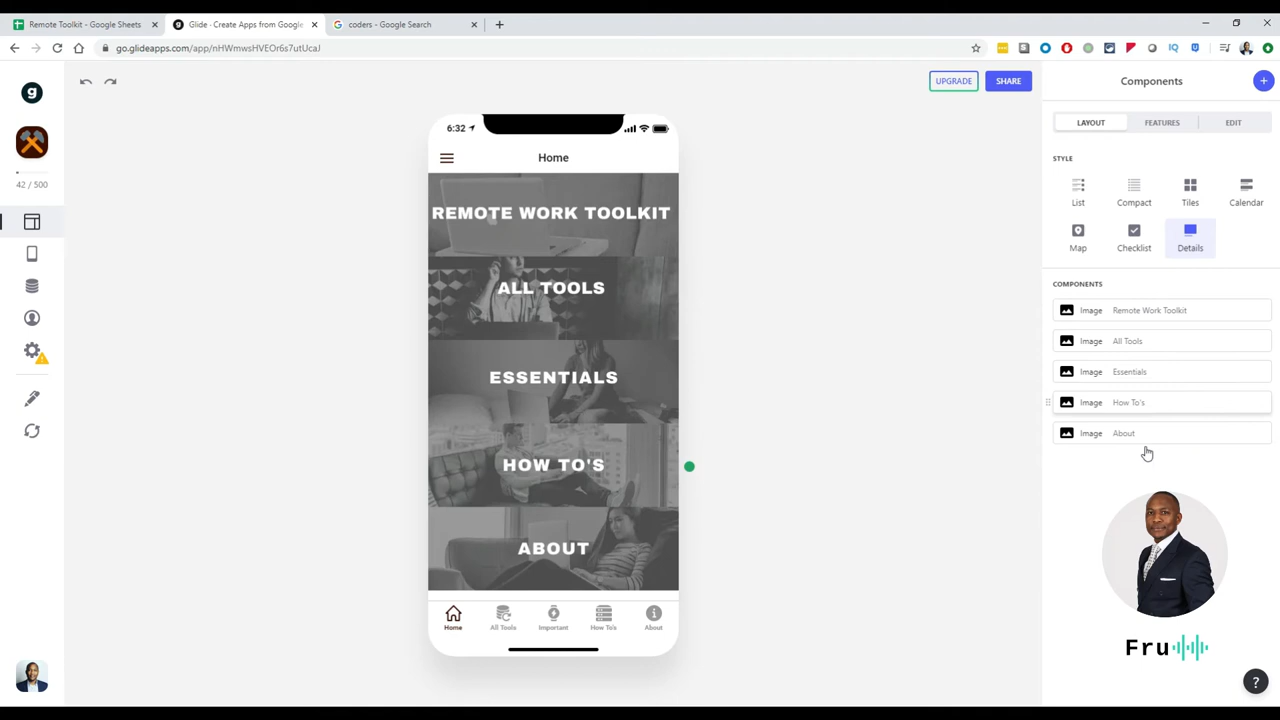 Remote Toolkit - Google Sheets
Glide - Create Apps from Google
coders - Google Search
go.glideapps.com/app/nHWmwsHVEOr6s7utUcaJ
UPGRADE
SHARE
42 / 500
6:32
Home
REMOTE WORK TOOLKIT
ALL TOOLS
ESSENTIALS
HOW TO'S
ABOUT
Home
All Tools
Important
How To's
About
Components
LAYOUT
FEATURES
EDIT
STYLE
List
Compact
Tiles
Calendar
Map
Checklist
Details
COMPONENTS
Image Remote Work Toolkit
Image All Tools
Image Essentials
Image How To's
Image About
Fru